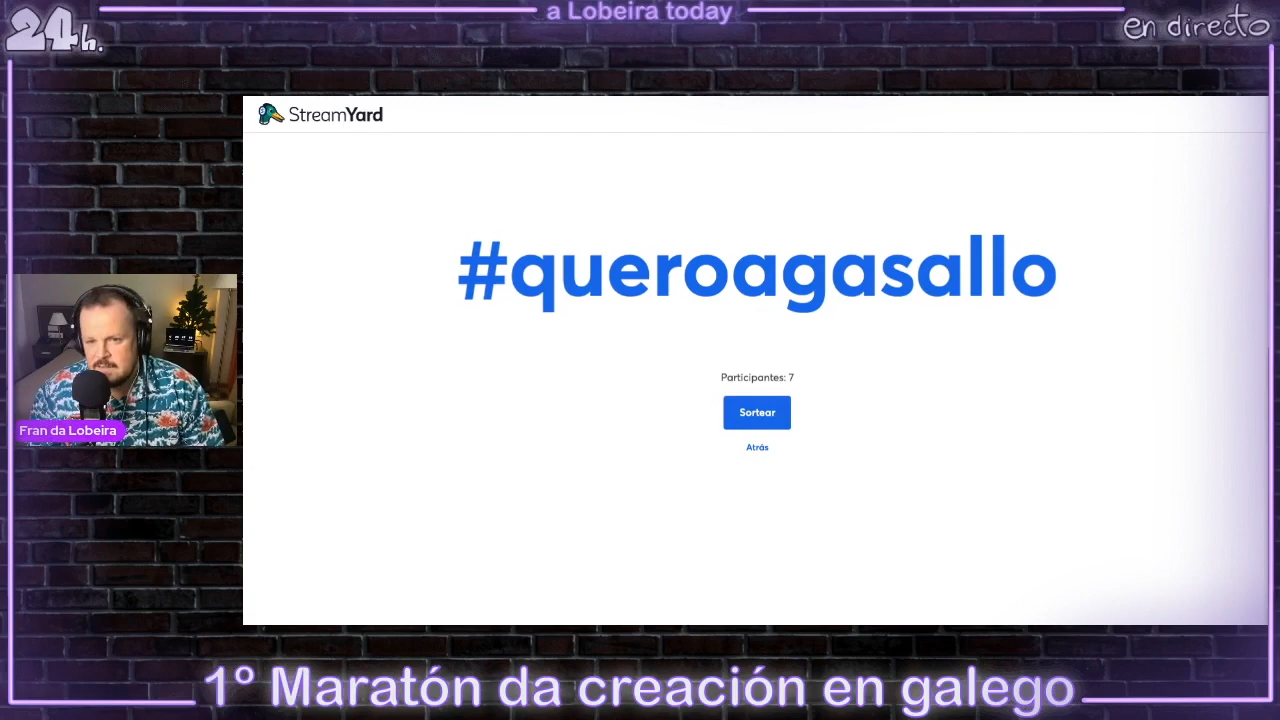 24h.
a Lobeira today
en directo
StreamYard
#queroagasallo
Participantes: 7
Sortear
Atrás
Fran da Lobeira
1º Maratón da creación en galego